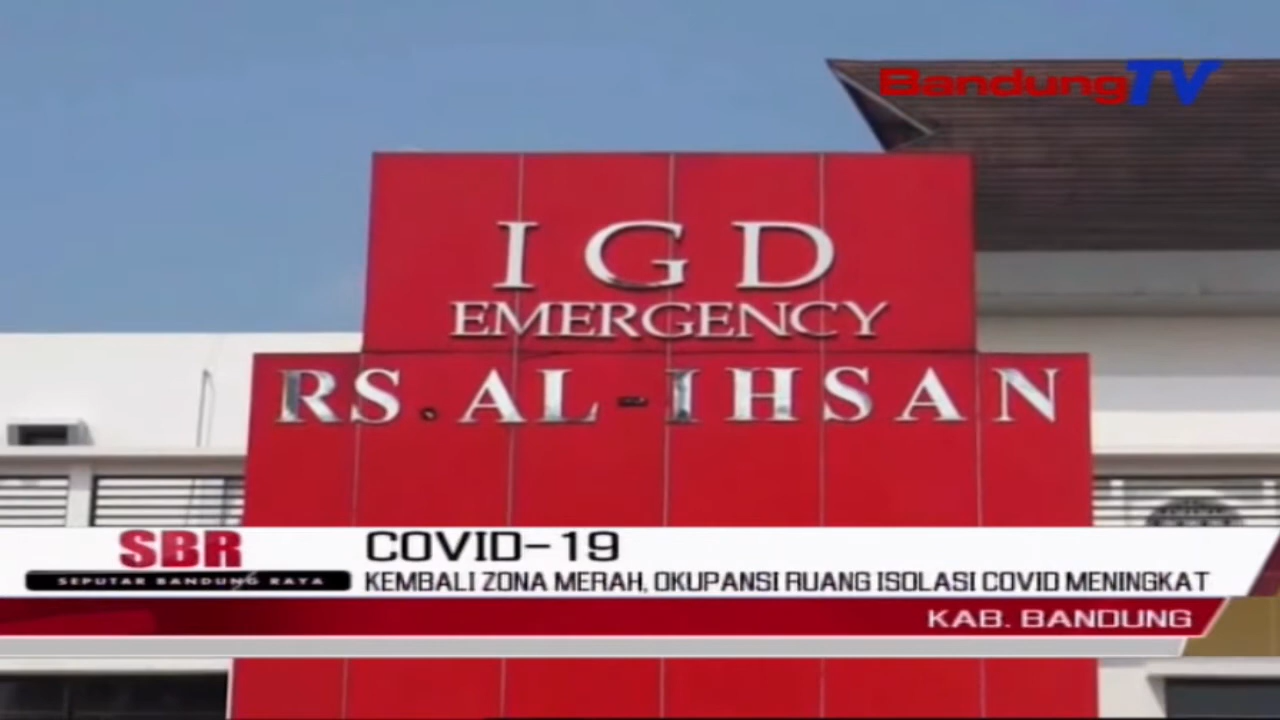 BandungTV
IGD
EMERGENCY
RS. AL-IHSAN
SBR
SEPUTAR BANDUNG RAYA
COVID-19
KEMBALI ZONA MERAH, OKUPANSI RUANG ISOLASI COVID MENINGKAT
KAB. BANDUNG